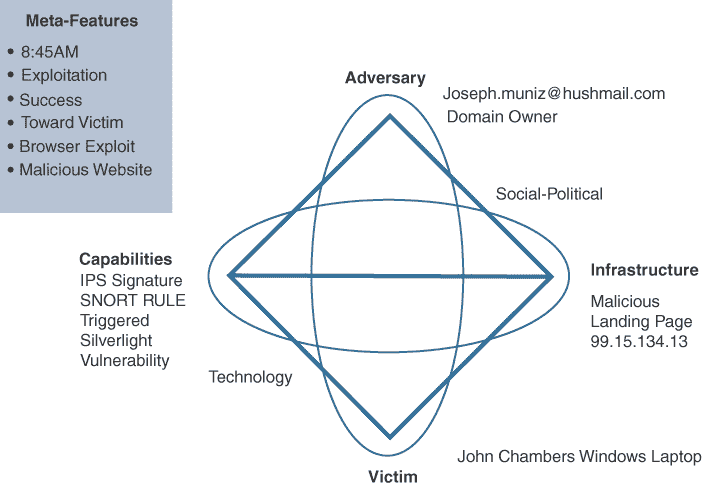 Meta-Features
• 8:45AM
• Exploitation
• Success
• Toward Victim
• Browser Exploit
• Malicious Website
Adversary
Joseph.muniz@hushmail.com
Domain Owner
Social-Political
Capabilities
IPS Signature
SNORT RULE
Triggered
Silverlight
Vulnerability
Infrastructure
Malicious
Landing Page
99.15.134.13
Technology
John Chambers Windows Laptop
Victim